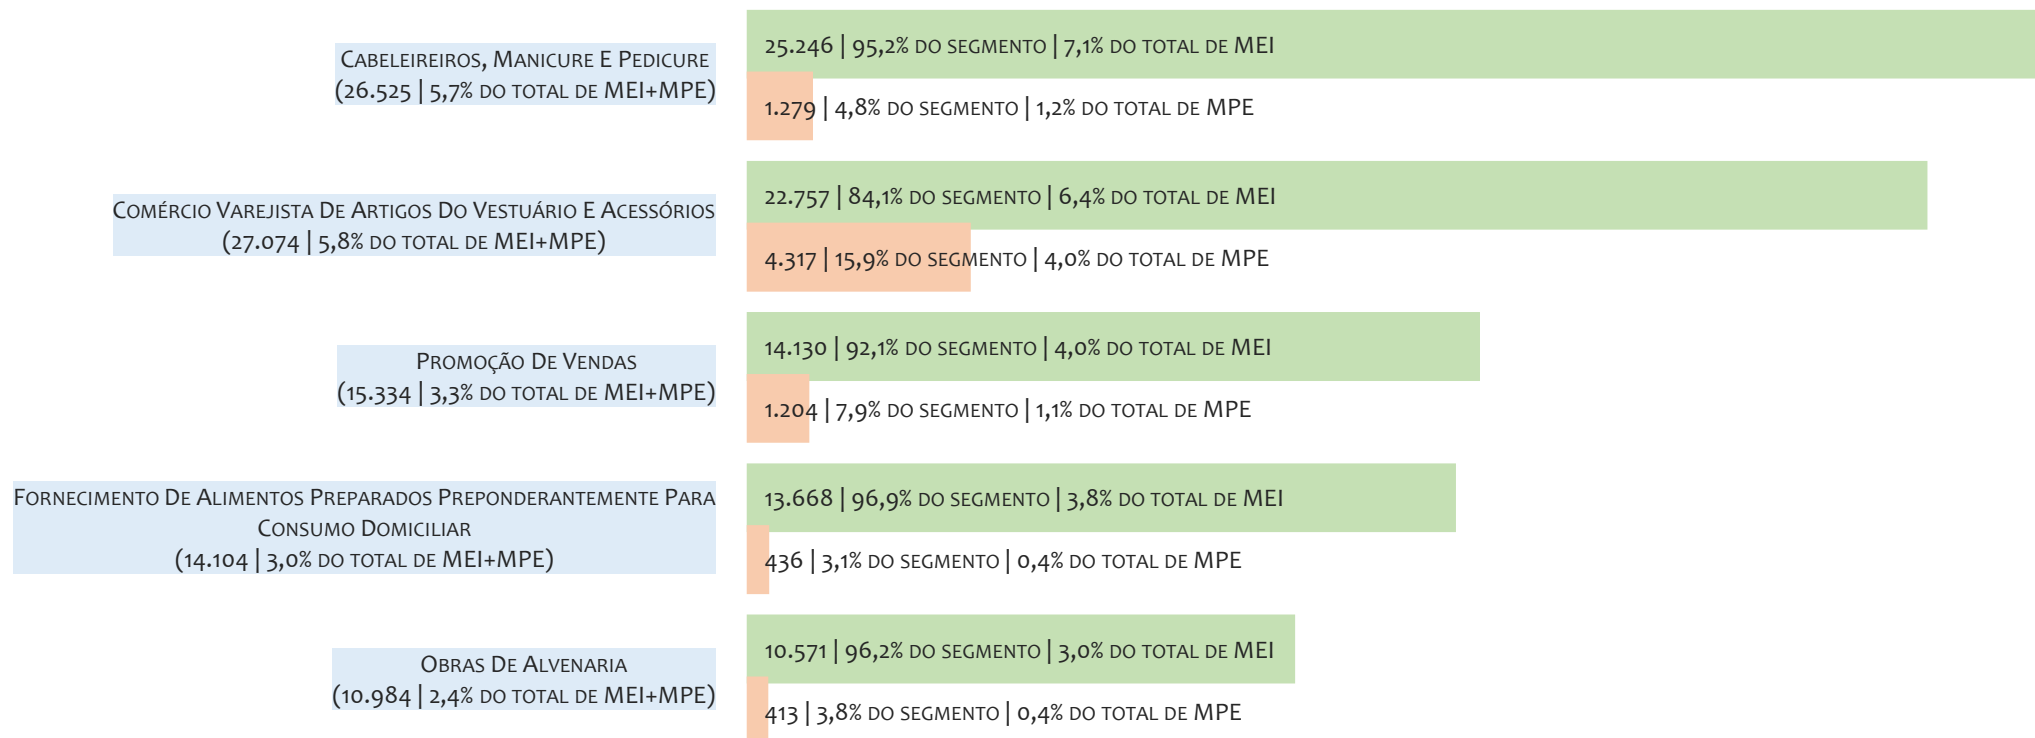 Cabeleireiros, Manicure E Pedicure
(26.525 | 5,7% do total de MEI+MPE)
25.246 | 95,2% do segmento | 7,1% do total de MEI
1.279 | 4,8% do segmento | 1,2% do total de MPE
Comércio Varejista De Artigos Do Vestuário E Acessórios
(27.074 | 5,8% do total de MEI+MPE)
22.757 | 84,1% do segmento | 6,4% do total de MEI
4.317 | 15,9% do segmento | 4,0% do total de MPE
Promoção De Vendas
(15.334 | 3,3% do total de MEI+MPE)
14.130 | 92,1% do segmento | 4,0% do total de MEI
1.204 | 7,9% do segmento | 1,1% do total de MPE
Fornecimento De Alimentos Preparados Preponderantemente Para
Consumo Domiciliar
(14.104 | 3,0% do total de MEI+MPE)
13.668 | 96,9% do segmento | 3,8% do total de MEI
436 | 3,1% do segmento | 0,4% do total de MPE
Obras De Alvenaria
(10.984 | 2,4% do total de MEI+MPE)
10.571 | 96,2% do segmento | 3,0% do total de MEI
413 | 3,8% do segmento | 0,4% do total de MPE